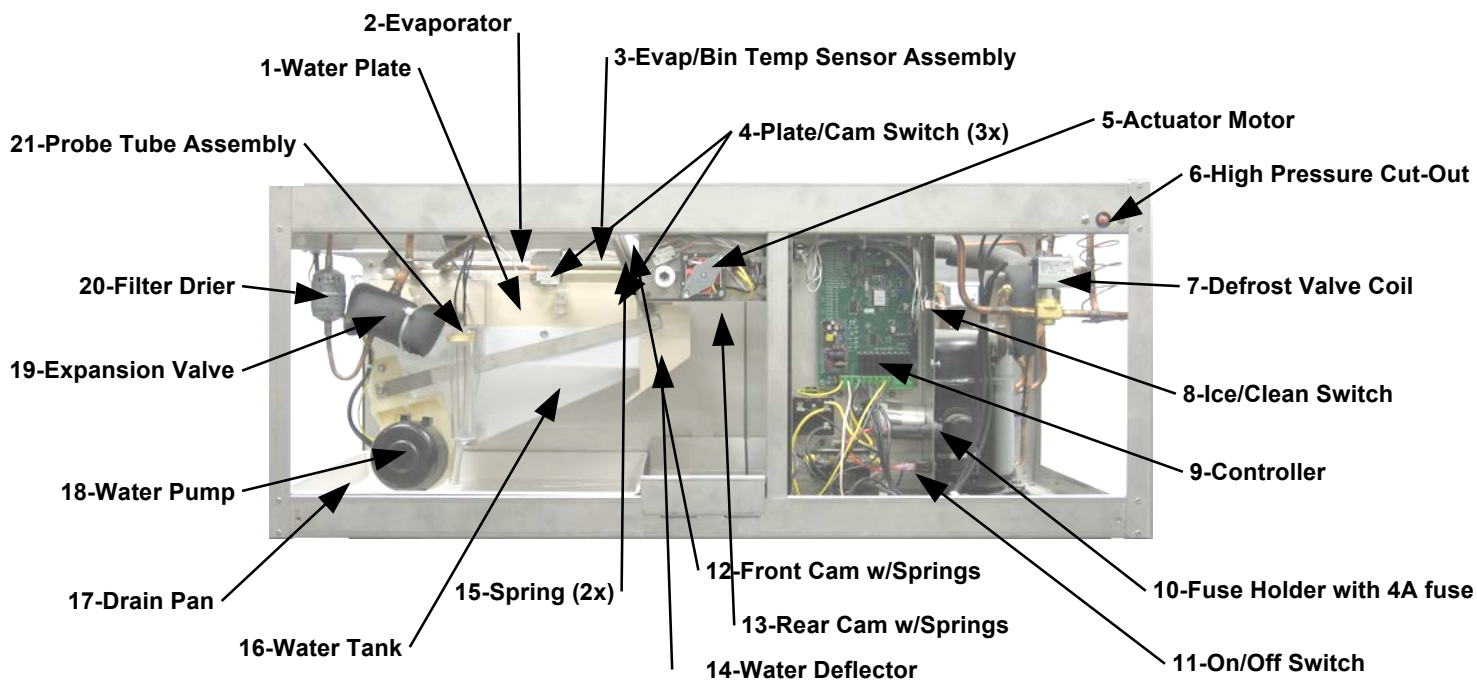 2-Evaporator
1-Water Plate
3-Evap/Bin Temp Sensor Assembly
21-Probe Tube Assembly
4-Plate/Cam Switch (3x)
5-Actuator Motor
6-High Pressure Cut-Out
20-Filter Drier
7-Defrost Valve Coil
19-Expansion Valve
8-Ice/Clean Switch
18-Water Pump
9-Controller
17-Drain Pan
15-Spring (2x)
12-Front Cam w/Springs
10-Fuse Holder with 4A fuse
16-Water Tank
13-Rear Cam w/Springs
14-Water Deflector
11-On/Off Switch